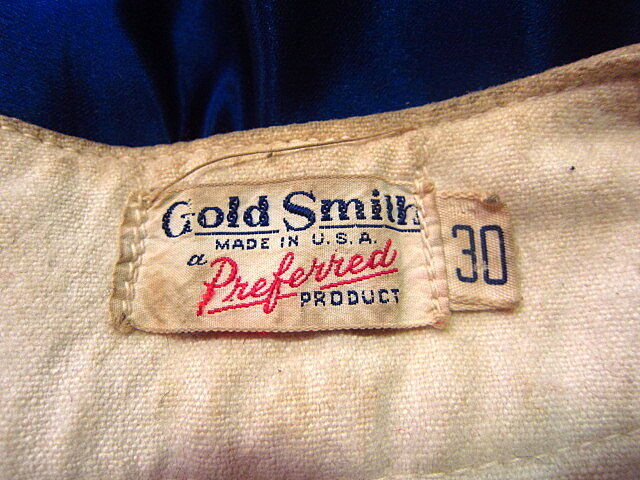 Gold Smith
MADE IN U.S.A.
a Preferred
PRODUCT
30